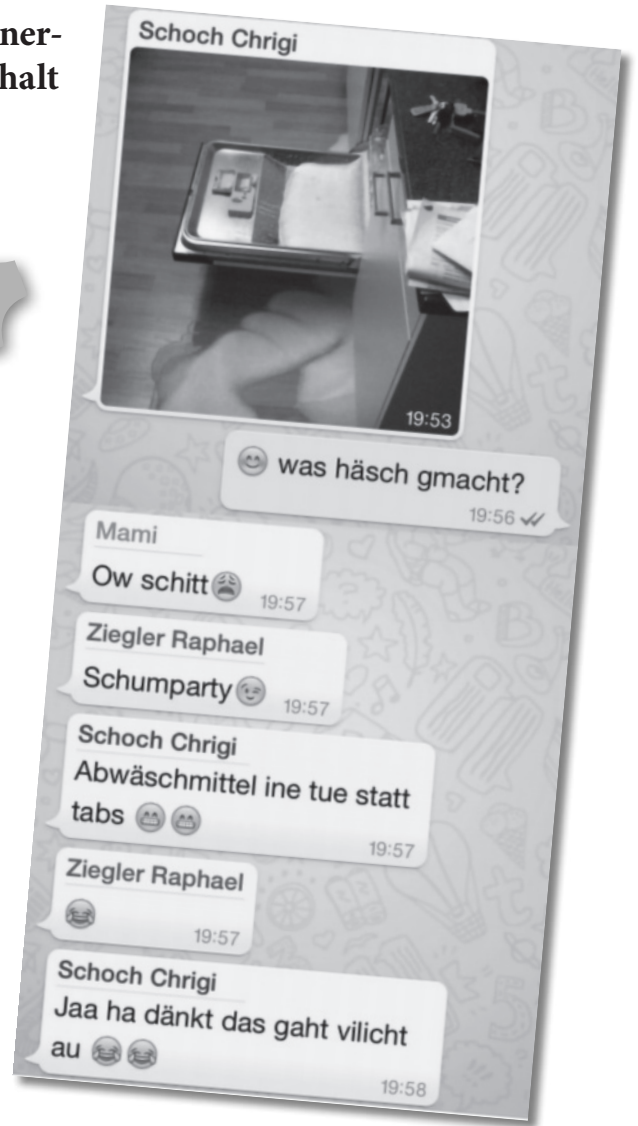 ner-
halt
Schoch Chrigi
19:53
😊 was häsch gmacht?
19:56 ✓✓
Mami
Ow schitt😩 19:57
Ziegler Raphael
Schumparty😉 19:57
Schoch Chrigi
Abwäschmittel ine tue statt
tabs 😁😁
19:57
Ziegler Raphael
😂
19:57
Schoch Chrigi
Jaa ha dänkt das gaht vilicht
au 😂😂
19:58